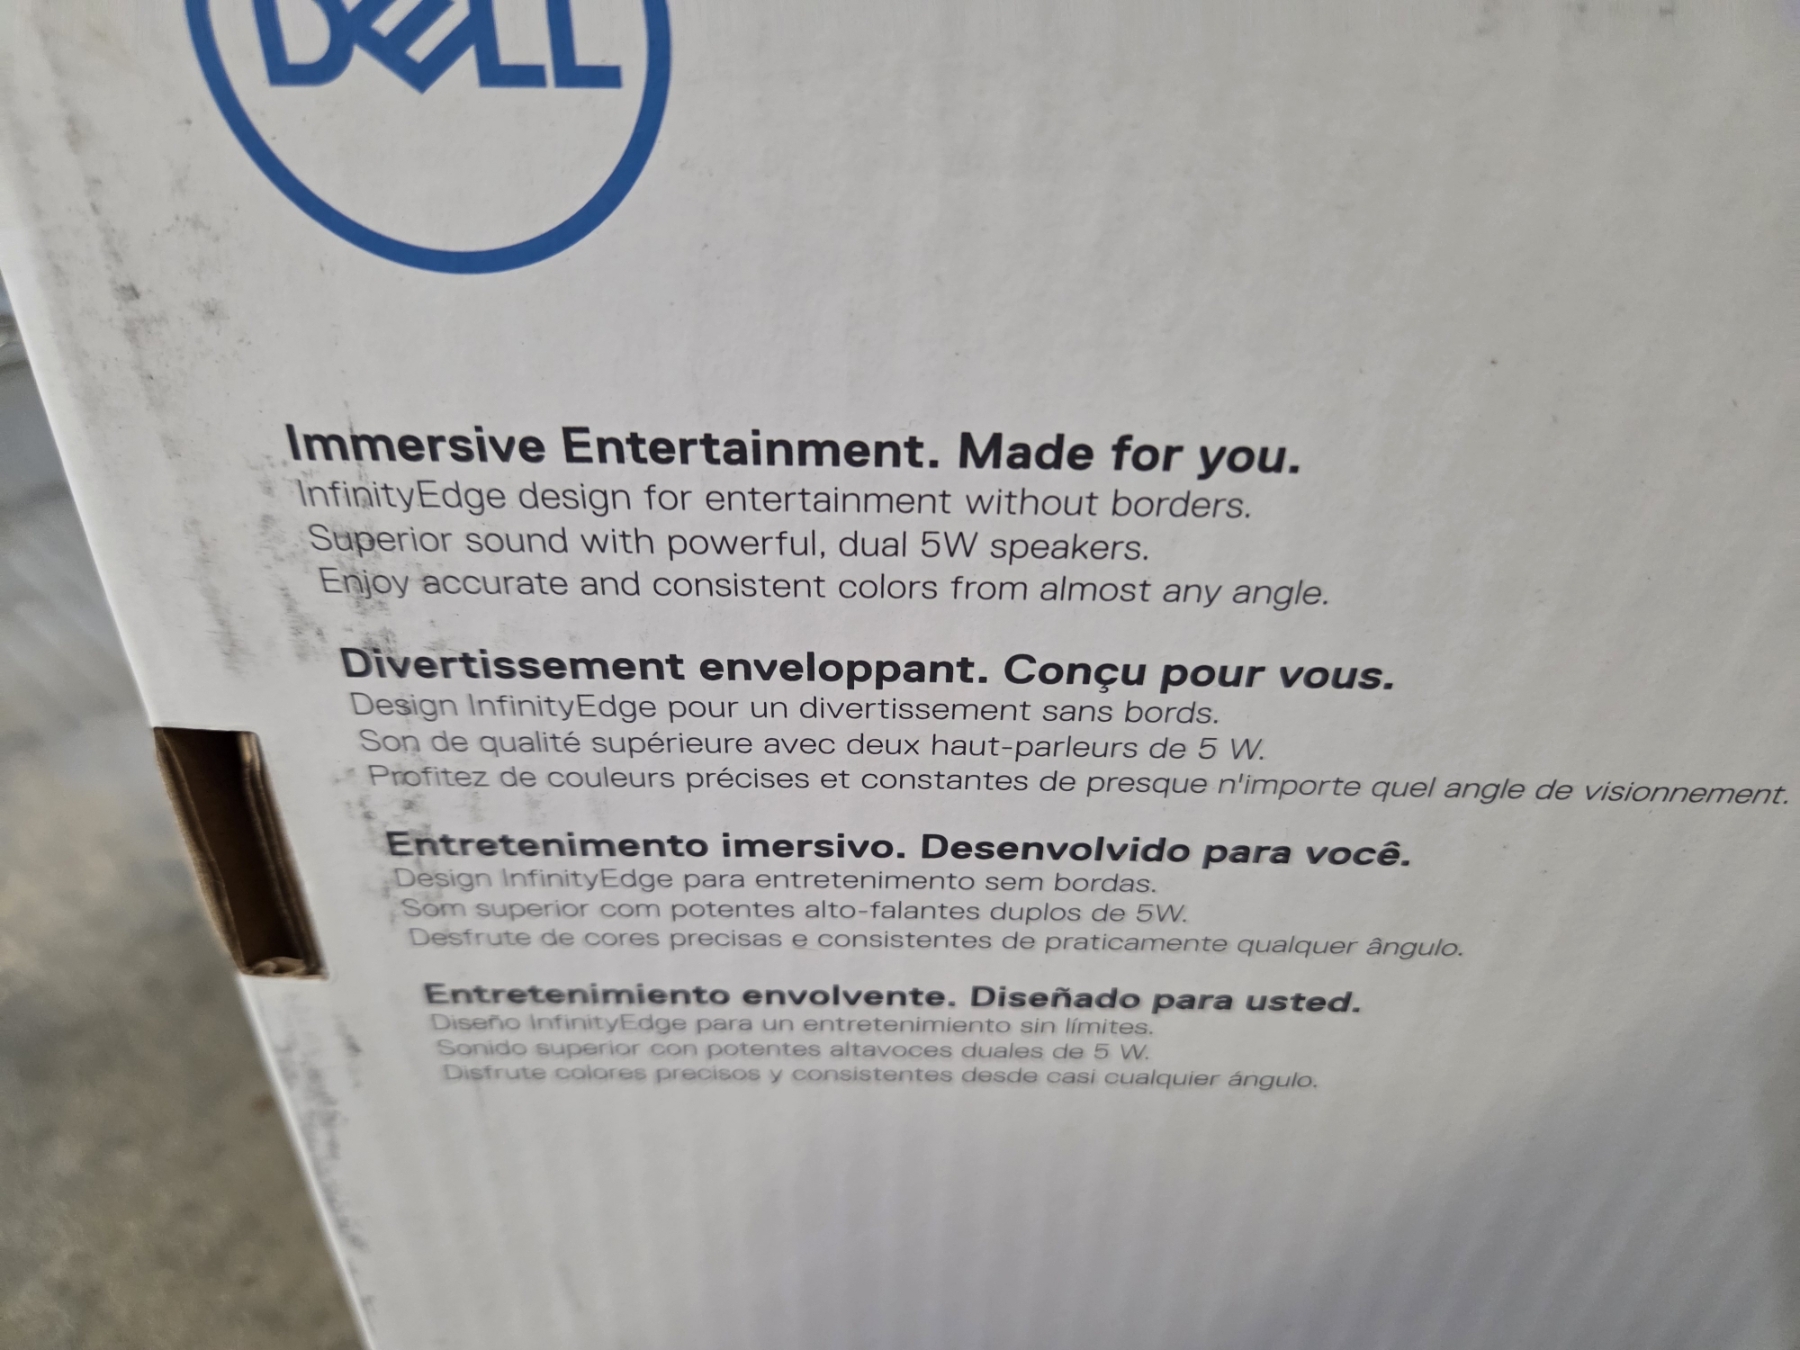 DELL
Immersive Entertainment. Made for you.
InfinityEdge design for entertainment without borders.
Superior sound with powerful, dual 5W speakers.
Enjoy accurate and consistent colors from almost any angle.
Divertissement enveloppant. Conçu pour vous.
Design InfinityEdge pour un divertissement sans bords.
Son de qualité supérieure avec deux haut-parleurs de 5 W.
Profitez de couleurs précises et constantes de presque n'importe quel angle de visionnement.
Entretenimento imersivo. Desenvolvido para você.
Design InfinityEdge para entretenimento sem bordas.
Som superior com potentes alto-falantes duplos de 5W.
Desfrute de cores precisas e consistentes de praticamente qualquer ângulo.
Entretenimiento envolvente. Diseñado para usted.
Diseño InfinityEdge para un entretenimiento sin límites.
Sonido superior con potentes altavoces duales de 5 W.
Disfrute colores precisos y consistentes desde casi cualquier ángulo.